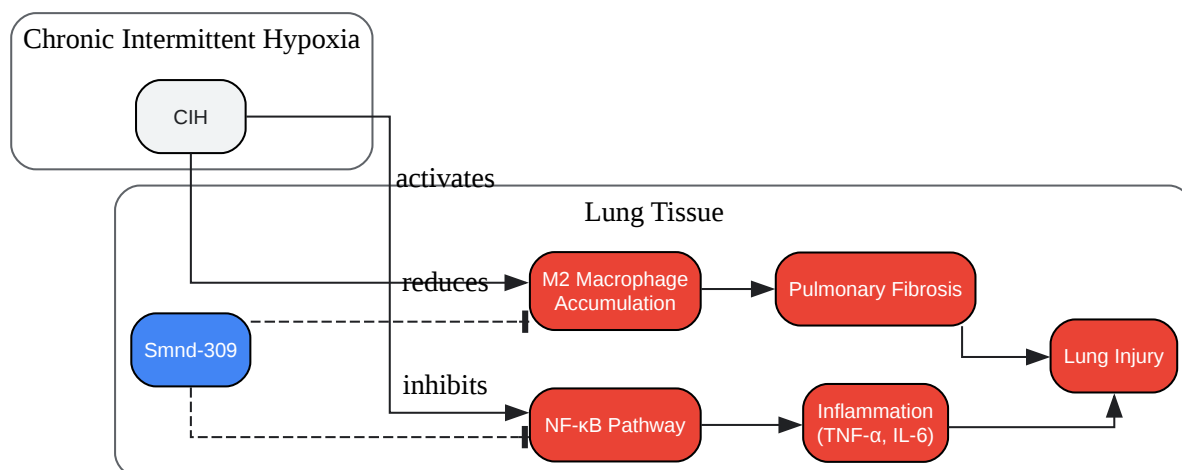 Chronic Intermittent Hypoxia
CIH
activates
Lung Tissue
reduces
M2 Macrophage
Accumulation
Pulmonary Fibrosis
Smnd-309
Lung Injury
inhibits
NF-κB Pathway
Inflammation
(TNF-α, IL-6)